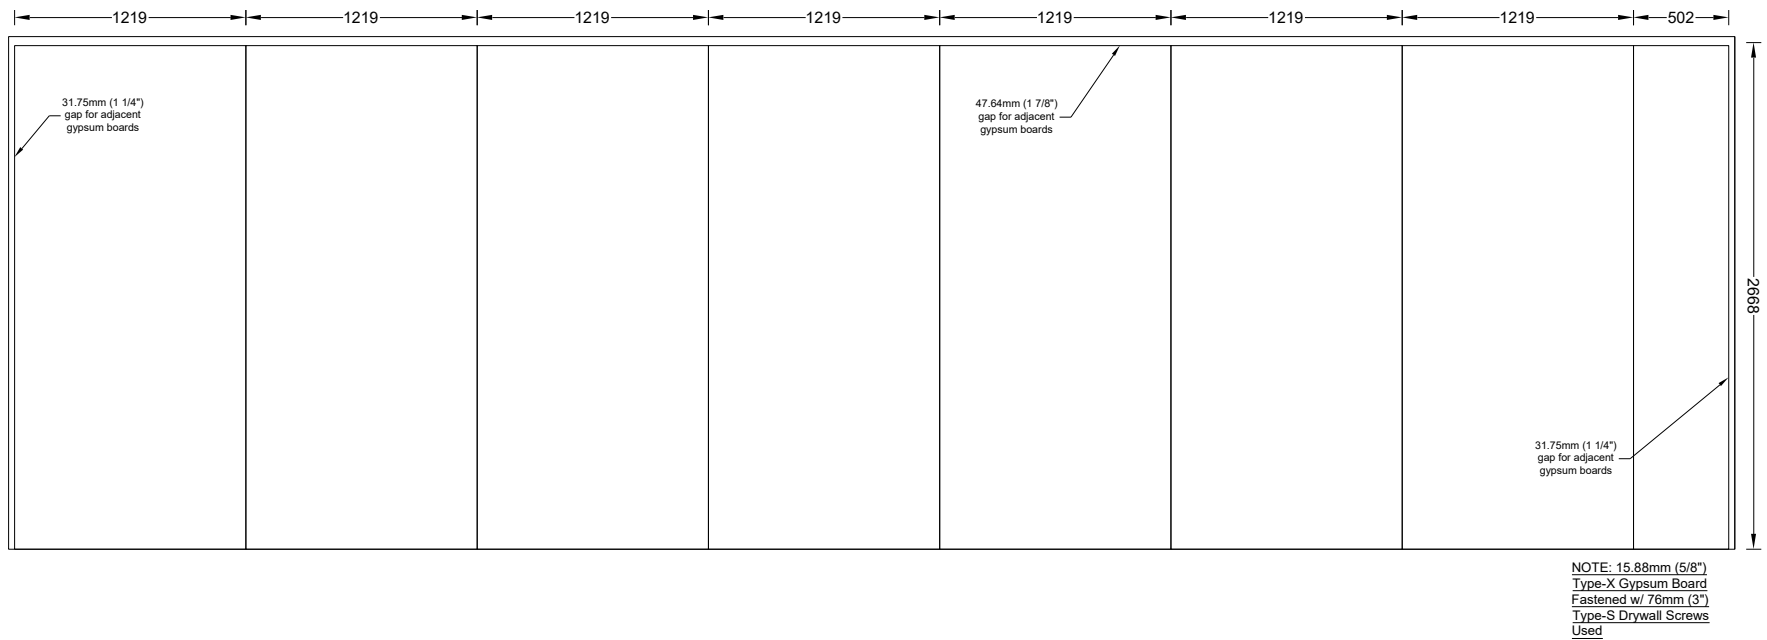 1219 1219 1219 1219 1219 1219 1219 502
31.75mm (1 1/4")
gap for adjacent
gypsum boards
47.64mm (1 7/8")
gap for adjacent
gypsum boards
2668
31.75mm (1 1/4")
gap for adjacent
gypsum boards
NOTE: 15.88mm (5/8")
Type-X Gypsum Board
Fastened w/ 76mm (3")
Type-S Drywall Screws
Used